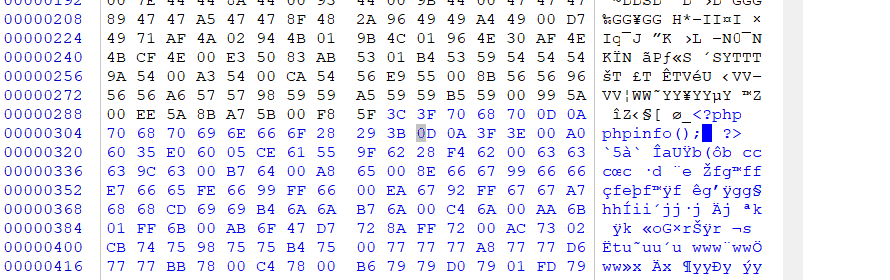 00000208 89 47 47 A5 47 47 8F 48 2A 96 49 49 A4 49 00 D7 ‰GG¥GG H*–II¤I ×
00000224 49 71 AF 4A 02 94 4B 01 9B 4C 01 96 4E 30 AF 4E Iq¯J ”K ›L –N0¯N
00000240 4B CF 4E 00 E3 50 83 AB 53 01 B4 53 59 54 54 54 KÏN ãPƒ«S ´SYTTT
00000256 9A 54 00 A3 54 00 CA 54 56 E9 55 00 8B 56 56 96 šT £T ÊTVéU ‹VV–
00000272 56 56 A6 57 57 98 59 59 A5 59 59 B5 59 00 99 5A VV¦WW˜YY¥YYµY ™Z
00000288 00 EE 5A 8B A7 5B 00 F8 5F 3C 3F 70 68 70 0D 0A îZ‹§[ ø_<?php
00000304 70 68 70 69 6E 66 6F 28 29 3B 0D 0A 3F 3E 00 A0 phpinfo(); ?>
00000320 60 35 E0 60 05 CE 61 55 9F 62 28 F4 62 00 63 63 `5à` ÎaUŸb(ôb cc
00000336 63 9C 63 00 B7 64 00 A8 65 00 8E 66 67 99 66 66 cœc ·d ¨e Žfg™ff
00000352 E7 66 65 FE 66 99 FF 66 00 EA 67 92 FF 67 67 A7 çfeþf™ÿf êg’ÿgg§
00000368 68 68 CD 69 69 B4 6A 6A B7 6A 00 C4 6A 00 AA 6B hhÍii´jj·j Äj ªk
00000384 01 FF 6B 00 AB 6F 47 D7 72 8A FF 72 00 AC 73 02 ÿk «oG×rŠÿr ¬s
00000400 CB 74 75 98 75 75 B4 75 00 77 77 77 A8 77 77 D6 Ëtu˜uu´u www¨wwÖ
00000416 77 77 BB 78 00 C4 78 00 B6 79 79 D0 79 01 FD 79 ww»x Äx ¶yyÐy ýy